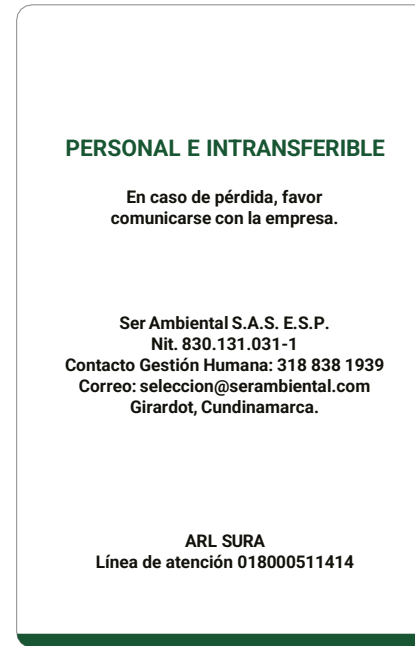 PERSONAL E INTRANSFERIBLE
En caso de pérdida, favor
comunicarse con la empresa.
Ser Ambiental S.A.S. E.S.P.
Nit. 830.131.031-1
Contacto Gestión Humana: 318 838 1939
Correo: seleccion@serambiental.com
Girardot, Cundinamarca.
ARL SURA
Línea de atención 018000511414